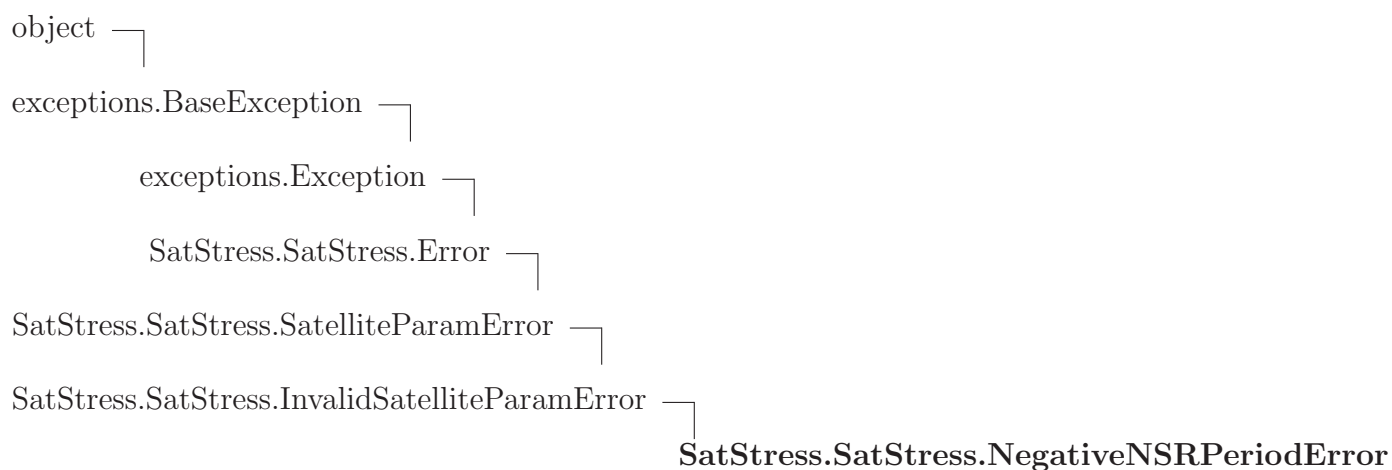 object
exceptions.BaseException
exceptions.Exception
SatStress.SatStress.Error
SatStress.SatStress.SatelliteParamError
SatStress.SatStress.InvalidSatelliteParamError
SatStress.SatStress.NegativeNSRPeriodError